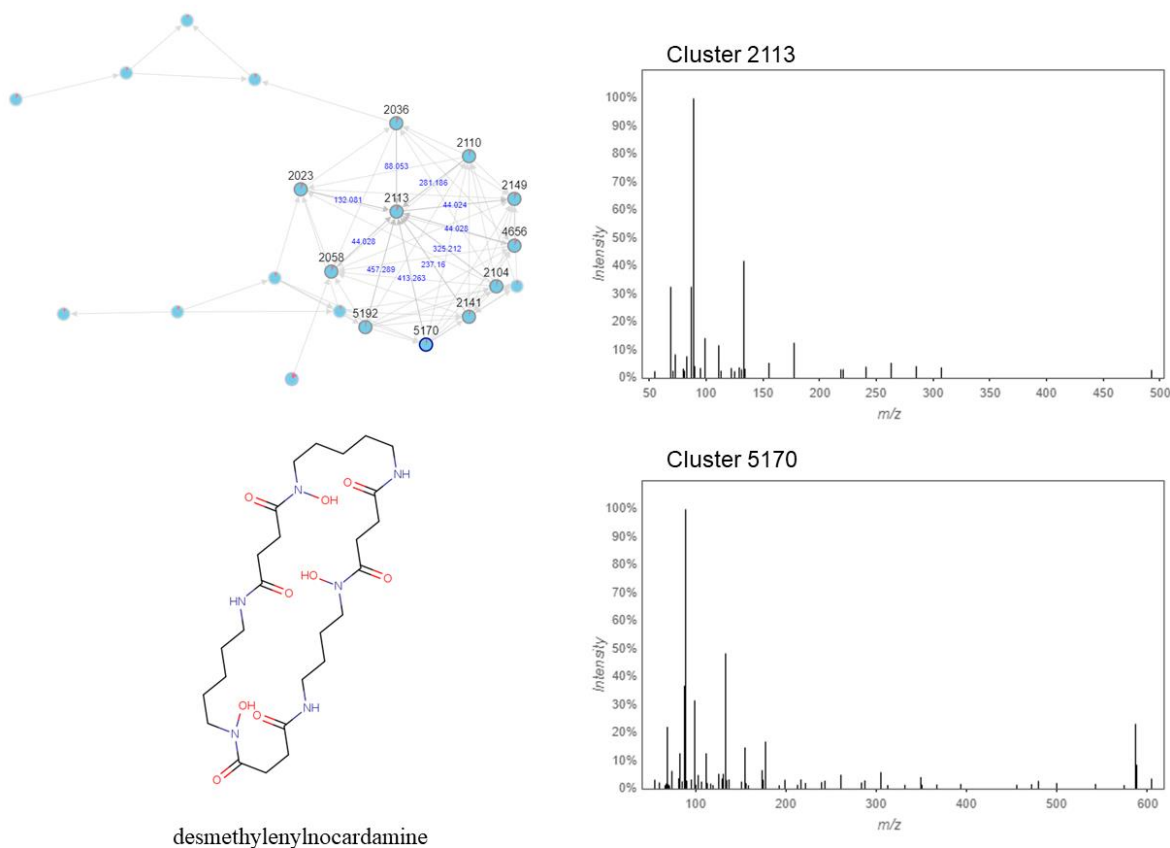 Cluster 2113
2036
2110
88.053
281.186
2023
2149
132.081
2113
44.024
44.028
4656
44.028
325.212
2058
457.289
237.16
413.263
2104
2141
5192
5170
Intensity
100%
90%
80%
70%
60%
50%
40%
30%
20%
10%
0%
50 100 150 200 250 300 350 400 450 500
m/z
Cluster 5170
Intensity
100%
90%
80%
70%
60%
50%
40%
30%
20%
10%
0%
100 200 300 400 500 600
m/z
NH
O
N
OH
O
HO
N
O
O
HN
OH
O
NH
N
O
desmethylenylnocardamine